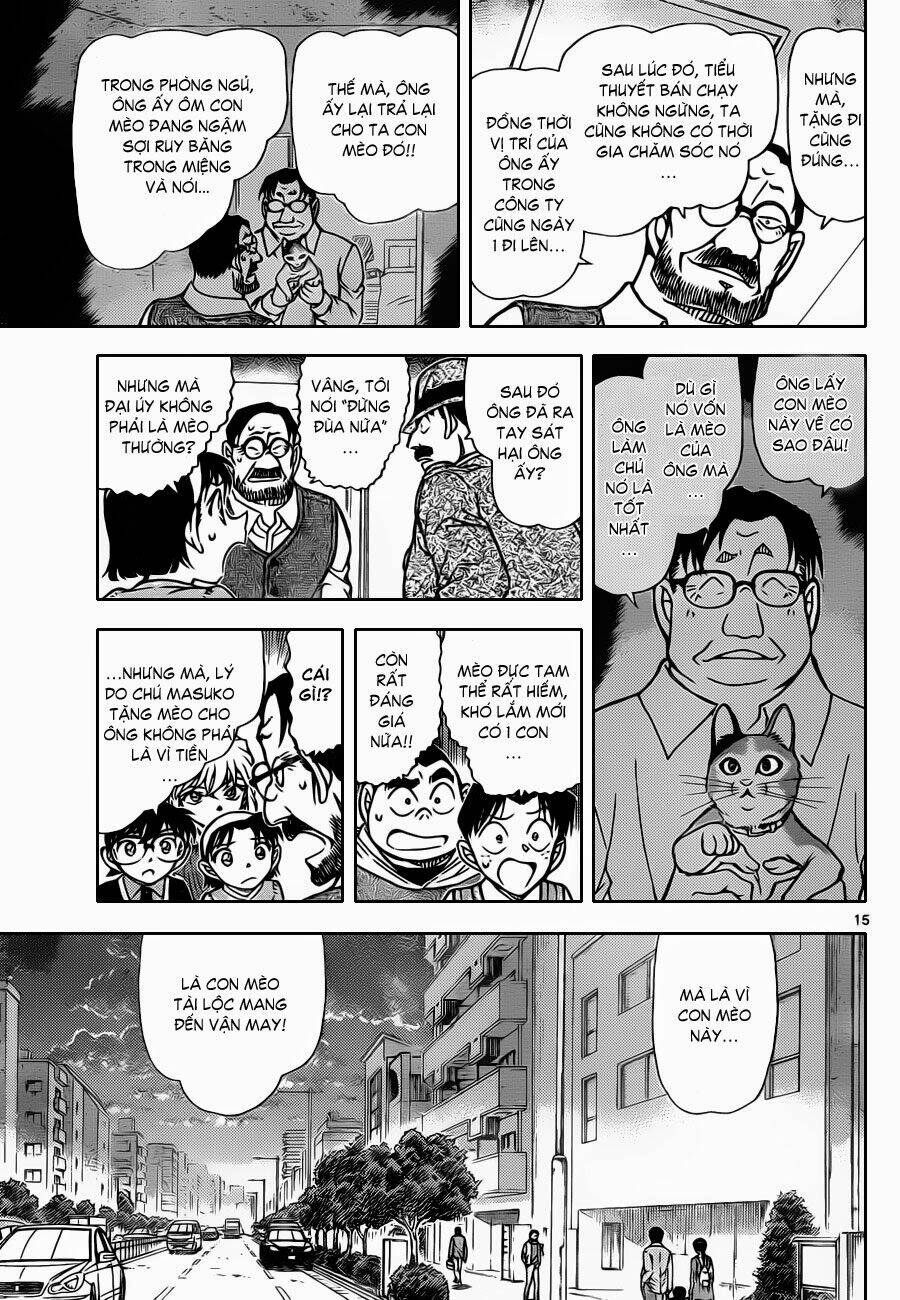 NHƯNG
MÀ,
TẶNG ĐI
CŨNG
ĐÚNG...
SAU LÚC ĐÓ, TIỂU
THUYẾT BÁN CHẠY
KHÔNG NGỪNG, TA
CŨNG KHÔNG CÓ THỜI
GIA CHĂM SÓC NÓ
...
ĐỒNG THỜI
VỊ TRÍ CỦA
ÔNG ẤY
TRONG
CÔNG TY
CŨNG NGÀY
1 ĐI LÊN...
THẾ MÀ, ÔNG
ẤY LẠI TRẢ LẠI
CHO TA CON
MÈO ĐÓ!!
TRONG PHÒNG NGỦ,
ÔNG ẤY ÔM CON
MÈO ĐANG NGẬM
SỢI RUY BĂNG
TRONG MIỆNG
VÀ NÓI...
ÔNG LẤY
CON MÈO
NÀY VỀ CÓ
SAO ĐÂU!
DÙ GÌ
NÓ VỐN
LÀ MÈO
CỦA
ÔNG MÀ
...
ÔNG
LÀM CHỦ
NÓ LÀ
TỐT
NHẤT
...
SAU ĐÓ
ÔNG ĐÃ RA
TAY SÁT
HẠI ÔNG
ẤY?
VÂNG, TÔI
NÓI "ĐỪNG
ĐÙA NỮA"
...
NHƯNG MÀ
ĐẠI ÚY KHÔNG
PHẢI LÀ MÈO
THƯỜNG?
MÈO ĐỰC TAM
THỂ RẤT HIẾM,
KHÓ LẮM MỚI
CÓ 1 CON
...
CÒN
RẤT
ĐÁNG
GIÁ
NỮA!!
CÁI
GÌ!?
...NHƯNG MÀ, LÝ
DO CHÚ MASUKO
TẶNG MÈO CHO
ÔNG KHÔNG PHẢI
LÀ VÌ TIỀN
...
15
MÀ LÀ VÌ
CON MÈO
NÀY...
LÀ CON MÈO
TÀI LỘC MANG
ĐẾN VẬN MAY!